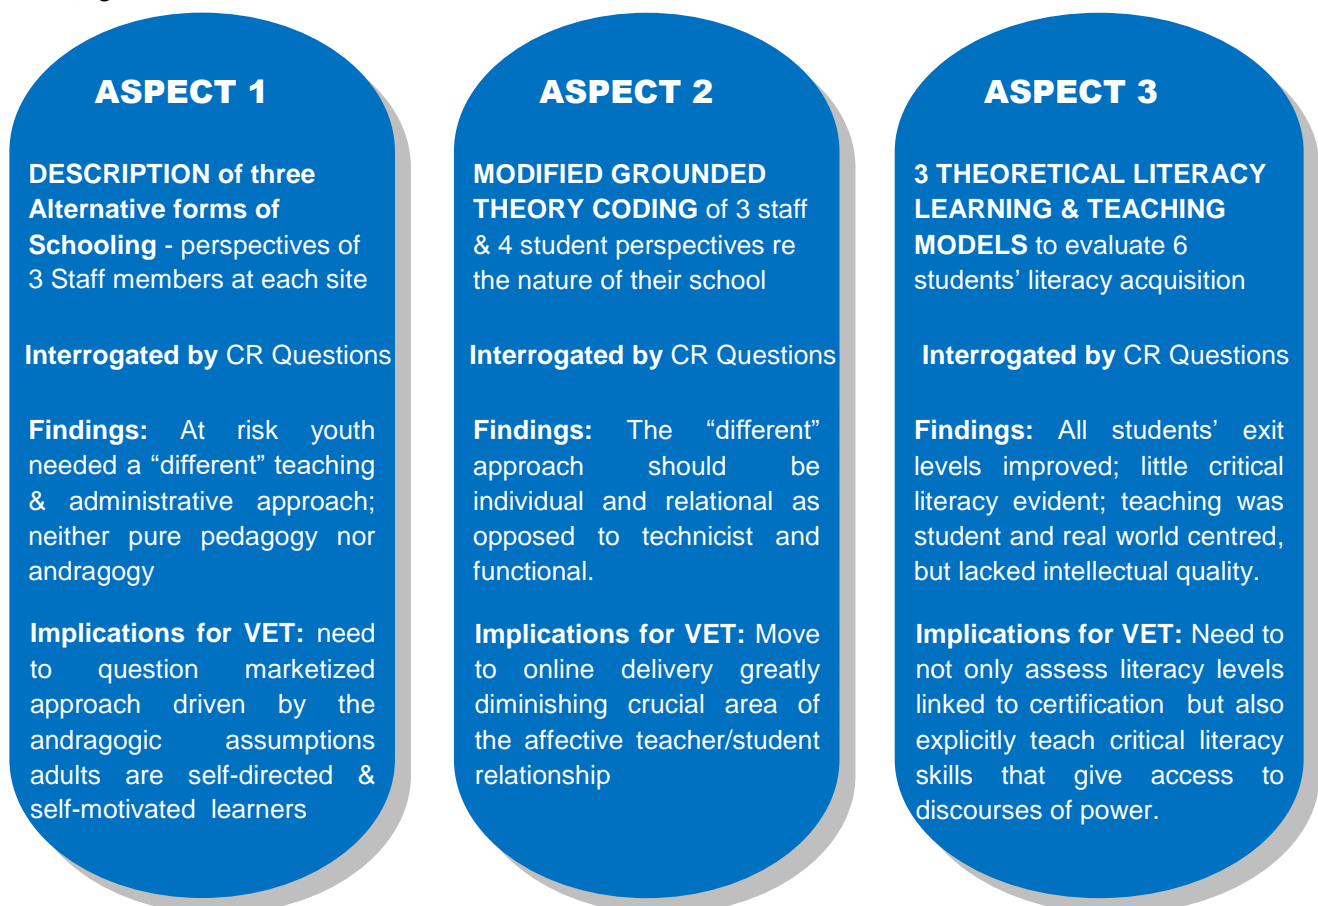 ASPECT 1
DESCRIPTION of three
Alternative forms of
Schooling - perspectives of
3 Staff members at each site
Interrogated by CR Questions
Findings: At risk youth
needed a “different” teaching
& administrative approach;
neither pure pedagogy nor
andragogy
Implications for VET: need
to question marketized
approach driven by the
andragogic assumptions
adults are self-directed &
self-motivated learners
ASPECT 2
MODIFIED GROUNDED
THEORY CODING of 3 staff
& 4 student perspectives re
the nature of their school
Interrogated by CR Questions
Findings: The “different”
approach should be
individual and relational as
opposed to technicist and
functional.
Implications for VET: Move
to online delivery greatly
diminishing crucial area of
the affective teacher/student
relationship
ASPECT 3
3 THEORETICAL LITERACY
LEARNING & TEACHING
MODELS to evaluate 6
students’ literacy acquisition
Interrogated by CR Questions
Findings: All students’ exit
levels improved; little critical
literacy evident; teaching was
student and real world centred,
but lacked intellectual quality.
Implications for VET: Need to
not only assess literacy levels
linked to certification but also
explicitly teach critical literacy
skills that give access to
discourses of power.